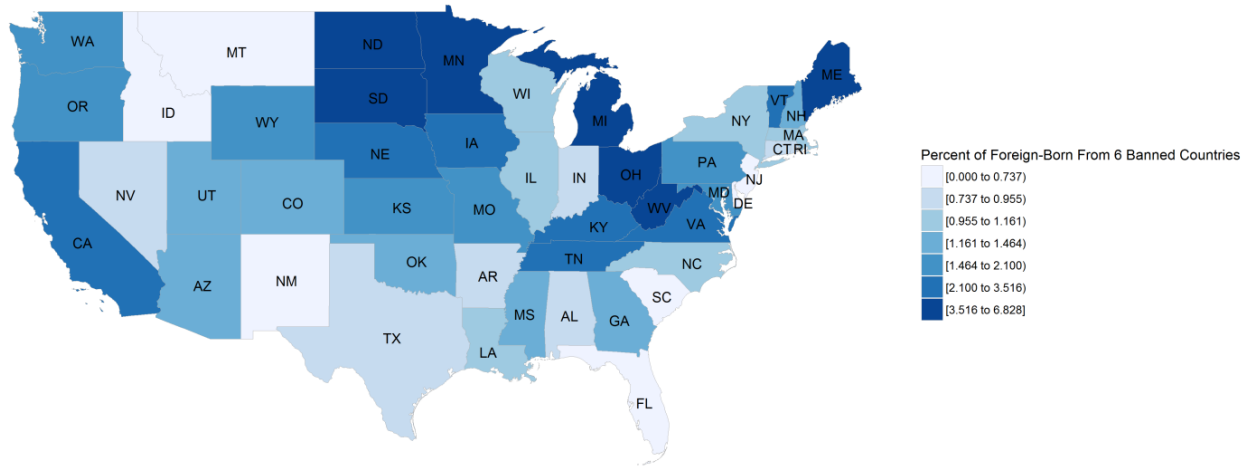 WA
MT
ND
MN
ME
OR
ID
SD
WI
MI
VT
NH
NY
WY
MA
CT RI
IA
NE
PA
NJ
NV
UT
CO
IL
IN
OH
MD
DE
KS
MO
WV
VA
KY
CA
AZ
NM
OK
TN
NC
AR
SC
TX
MS
AL
GA
LA
FL
Percent of Foreign-Born From 6 Banned Countries
[0.000 to 0.737)
[0.737 to 0.955)
[0.955 to 1.161)
[1.161 to 1.464)
[1.464 to 2.100)
[2.100 to 3.516)
[3.516 to 6.828]